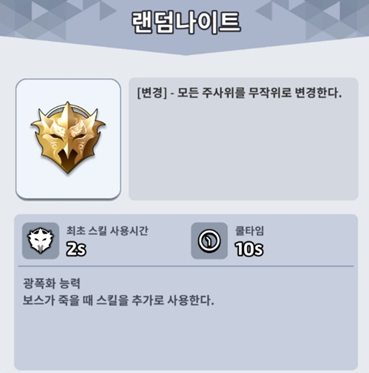 랜덤나이트
[변경] - 모든 주사위를 무작위로 변경한다.
최초 스킬 사용시간
2s
쿨타임
10s
광폭화 능력
보스가 죽을 때 스킬을 추가로 사용한다.